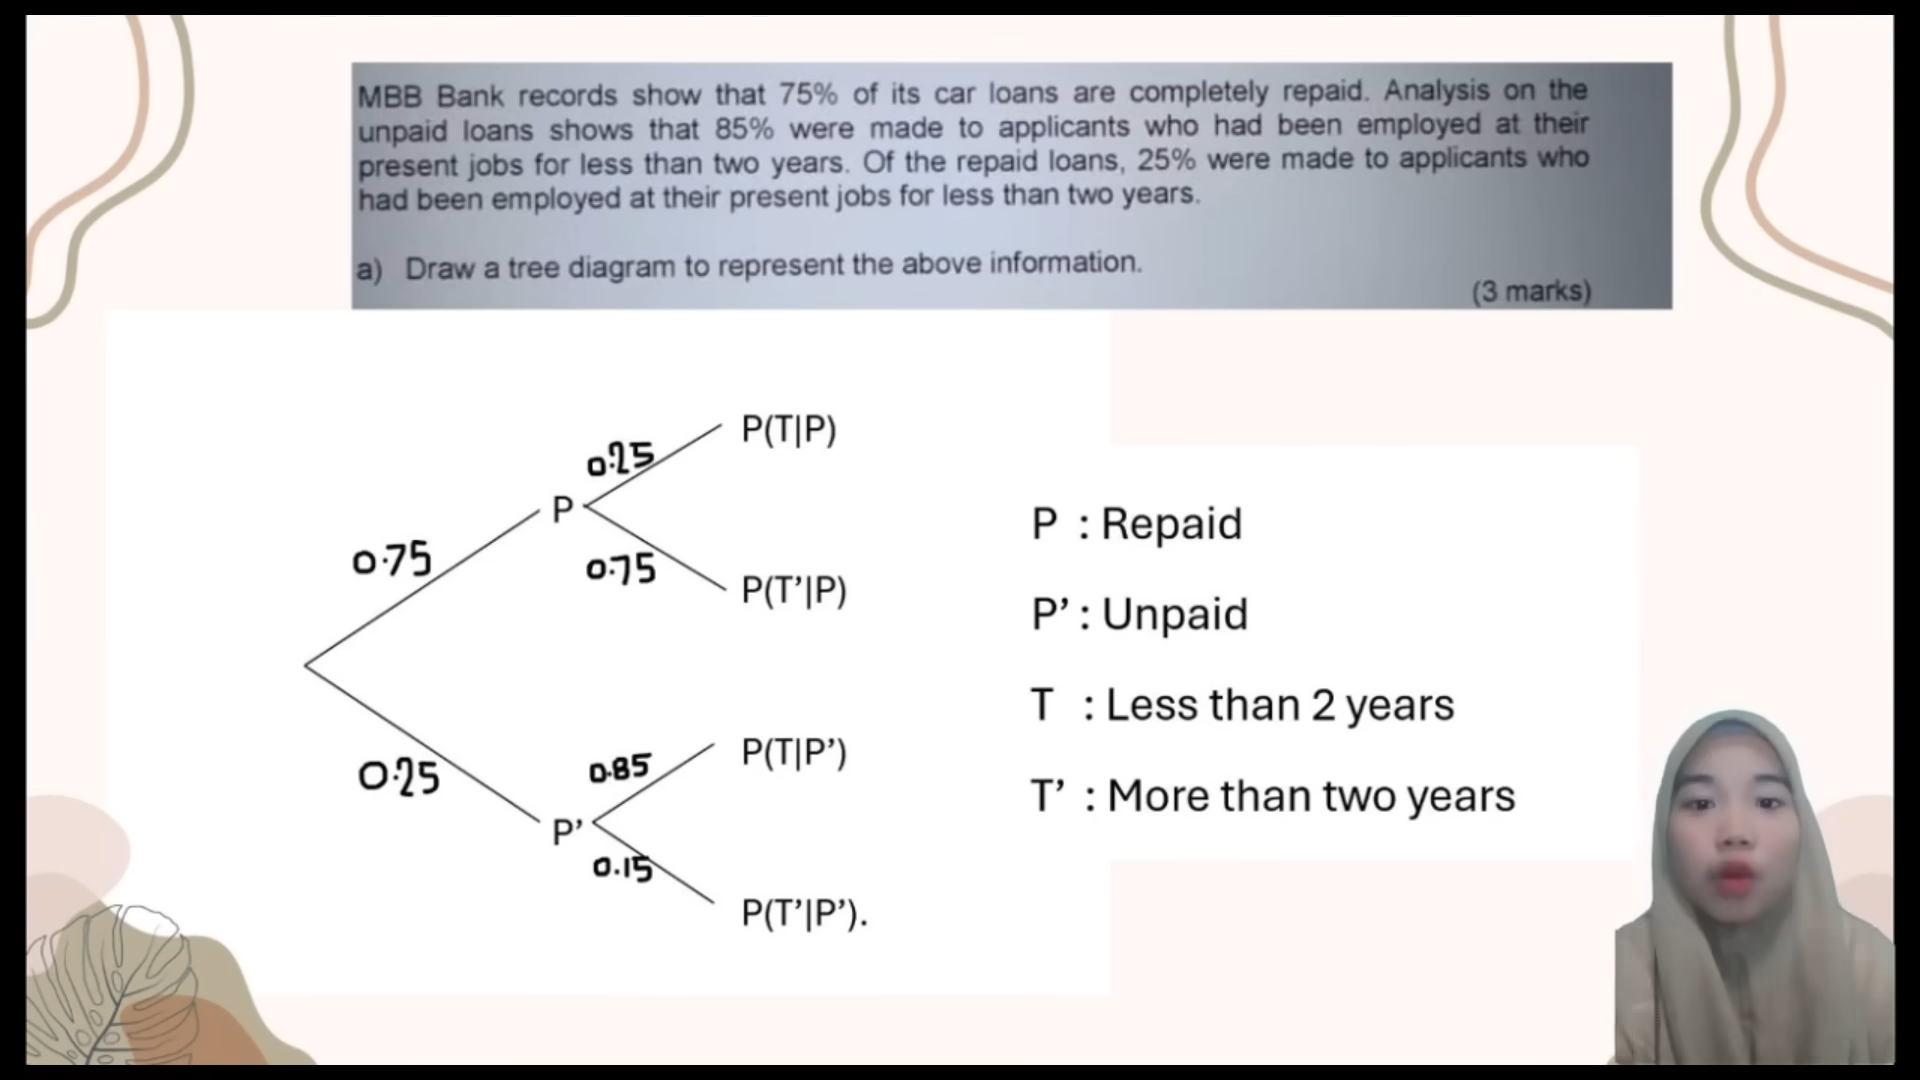 MBB Bank records show that 75% of its car loans are completely repaid. Analysis on the
unpaid loans shows that 85% were made to applicants who had been employed at their
present jobs for less than two years. Of the repaid loans, 25% were made to applicants who
had been employed at their present jobs for less than two years.
a) Draw a tree diagram to represent the above information.
(3 marks)
P(T|P)
0.25
P
0.75
0.75
P(T’|P)
P(T|P’)
0.85
0.25
P’
0.15
P(T’|P’).
P : Repaid
P’ : Unpaid
T : Less than 2 years
T’ : More than two years